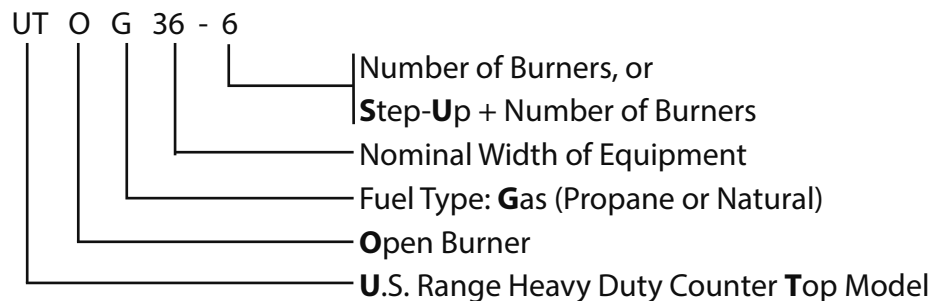 UT O G 36 - 6
Number of Burners, or
Step-Up + Number of Burners
Nominal Width of Equipment
Fuel Type: Gas (Propane or Natural)
Open Burner
U.S. Range Heavy Duty Counter Top Model